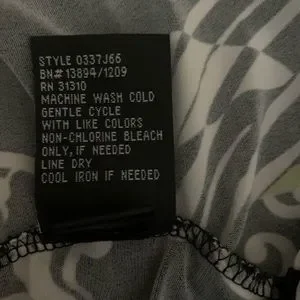 STYLE 0337J66
BN# 13894/1209
RN 31310
MACHINE WASH COLD
GENTLE CYCLE
WITH LIKE COLORS
NON-CHLORINE BLEACH
ONLY, IF NEEDED
LINE DRY
COOL IRON IF NEEDED